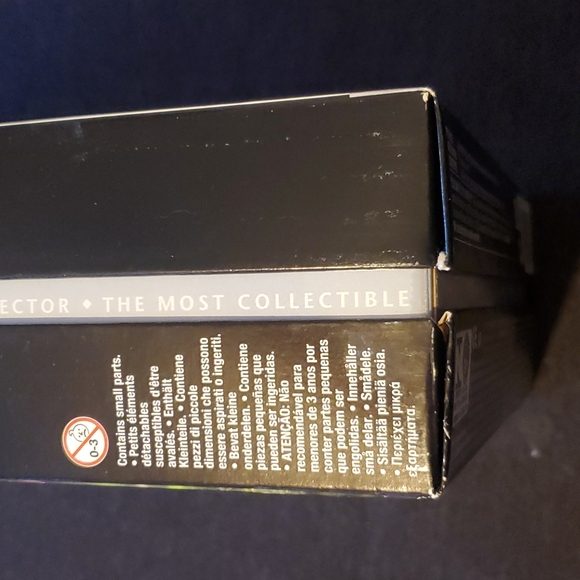 ECTOR • THE MOST COLLECTIBLE
0-3
Contains small parts.
• Petits éléments
détachables
susceptibles d'être
avalés. • Enthält
Kleinteile. • Contiene
pezzi di piccole
dimensioni che possono
essere aspirati o ingeriti.
• Bevat kleine
onderdelen. • Contiene
piezas pequeñas que
pueden ser ingeridas.
• ATENÇÃO: Não
recomendável para
menores de 3 anos por
conter partes pequenas
que podem ser
engolidas. • Innehåller
små delar. • Smådele.
• Sisältää pieniä osia.
• Περιέχει μικρά
εξαρτήματα.